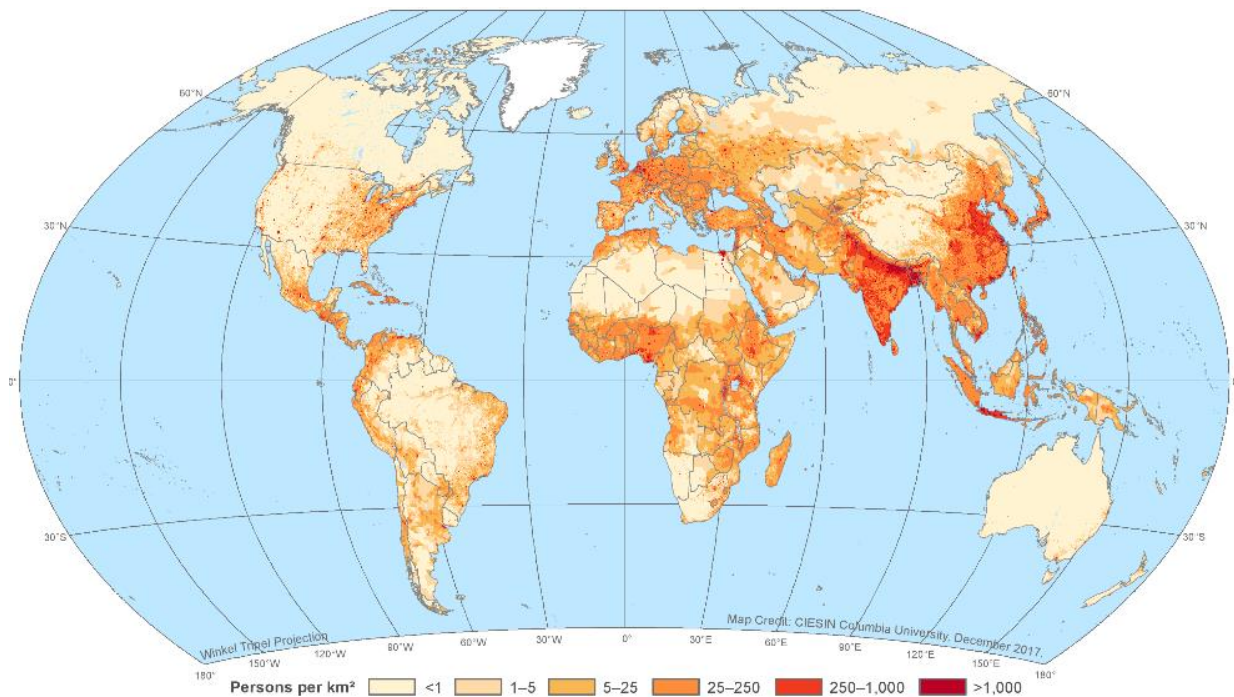 60°N
60°N
30°N
30°N
0°
30°S
30°S
Winkel Tripel Projection
Map Credit: CIESIN Columbia University, December 2017.
180° 150°W 120°W 90°W 60°W 30°W 0° 30°E 60°E 90°E 120°E 150°E 180°
Persons per km² <1 1–5 5–25 25–250 250–1,000 >1,000